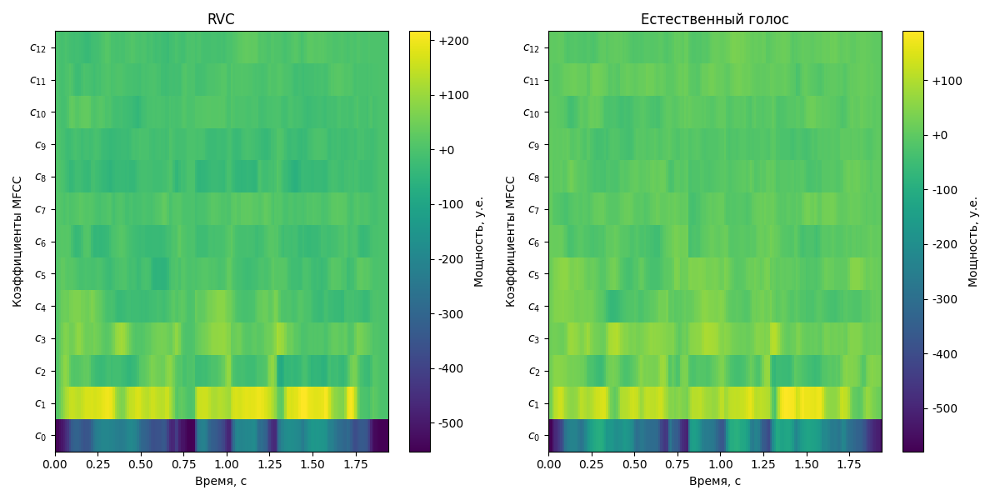 RVC
Естественный голос
Коэффициенты MFCC
c12
c11
c10
c9
c8
c7
c6
c5
c4
c3
c2
c1
c0
0.00 0.25 0.50 0.75 1.00 1.25 1.50 1.75
Время, с
+200
+100
+0
-100
-200
-300
-400
-500
Мощность, у.е.
Коэффициенты MFCC
c12
c11
c10
c9
c8
c7
c6
c5
c4
c3
c2
c1
c0
0.00 0.25 0.50 0.75 1.00 1.25 1.50 1.75
Время, с
+100
+0
-100
-200
-300
-400
-500
Мощность, у.е.